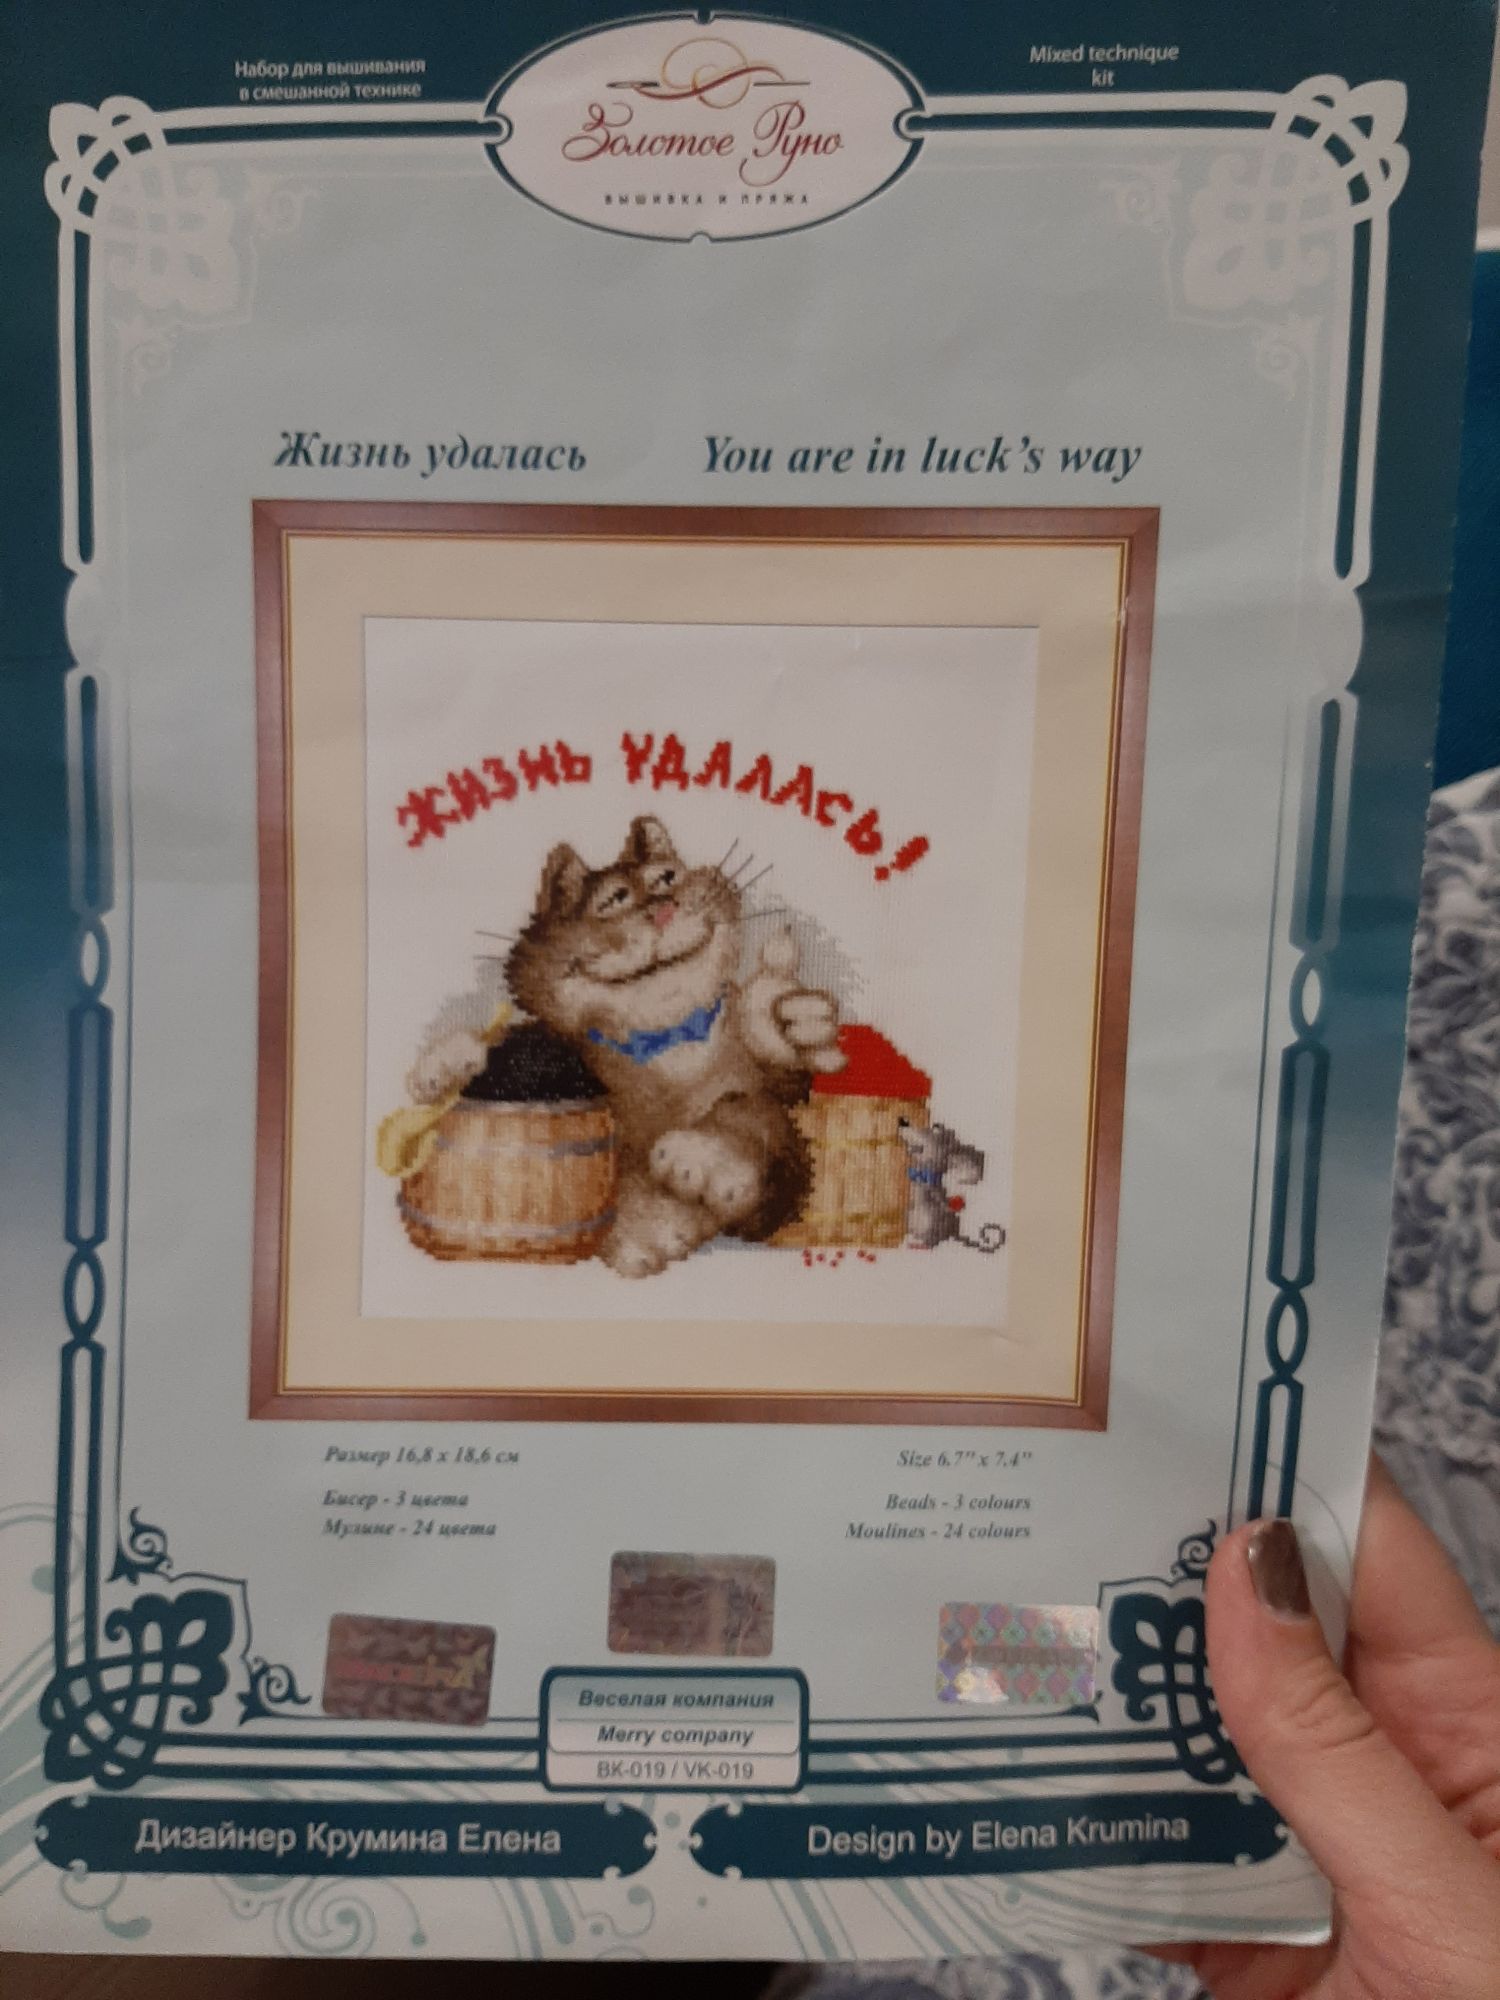 Набор для вышивания
в смешанной технике
Mixed technique
kit
Золотое Руно
ВЫШИВКА И ПРЯЖА
Жизнь удалась
You are in luck's way
ЖИЗНЬ УДАЛАСЬ!
Размер 16,8 x 18,6 см
Бисер - 3 цвета
Мулине - 24 цвета
Size 6.7" x 7.4"
Beads - 3 colours
Moulines - 24 colours
Веселая компания
Merry company
ВК-019 / VK-019
Дизайнер Крумина Елена
Design by Elena Krumina